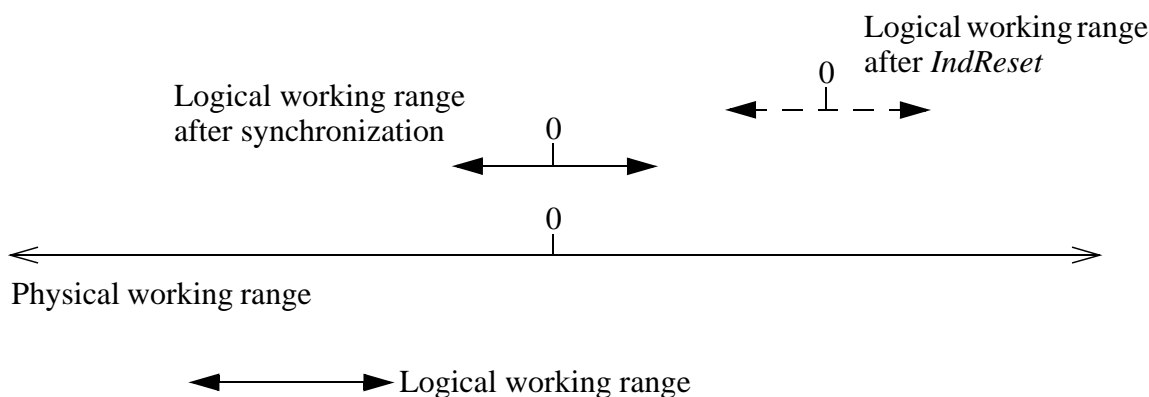 Logical working range
after IndReset
0
Logical working range
after synchronization
0
0
Physical working range
Logical working range